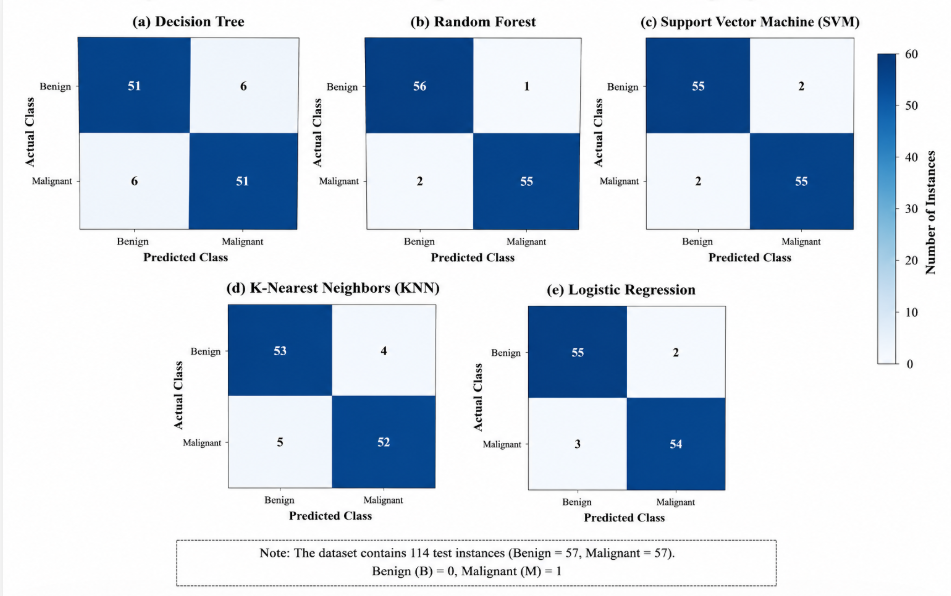 (a) Decision Tree
Actual Class
Benign
51
6
Malignant
6
51
Benign
Malignant
Predicted Class
(b) Random Forest
Actual Class
Benign
56
1
Malignant
2
55
Benign
Malignant
Predicted Class
(c) Support Vector Machine (SVM)
Actual Class
Benign
55
2
Malignant
2
55
Benign
Malignant
Predicted Class
60
50
40
30
20
10
0
Number of Instances
(d) K-Nearest Neighbors (KNN)
Actual Class
Benign
53
4
Malignant
5
52
Benign
Malignant
Predicted Class
(e) Logistic Regression
Actual Class
Benign
55
2
Malignant
3
54
Benign
Malignant
Predicted Class
Note: The dataset contains 114 test instances (Benign = 57, Malignant = 57).
Benign (B) = 0, Malignant (M) = 1